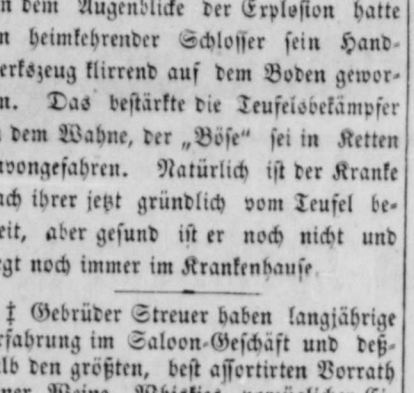 n dem Augenblicke der Explosion hatte
n heimkehrender Schlosser sein Hand-
erkszeug klirrend auf dem Boden gewor-
n. Das bestärkte die Teufelsbekämpfer
dem Wahne, der „Böse“ sei in Ketten
avongefahren. Natürlich ist der Kranke
ach ihrer jetzt gründlich vom Teufel be-
eit, aber gesund ist er noch nicht und
egt noch immer im Krankenhause.
‡ Gebrüder Streuer haben langjährige
rfahrung im Saloon-Geschäft und deß-
alb den größten, best assortirten Vorrath
Weine, Whiskies,